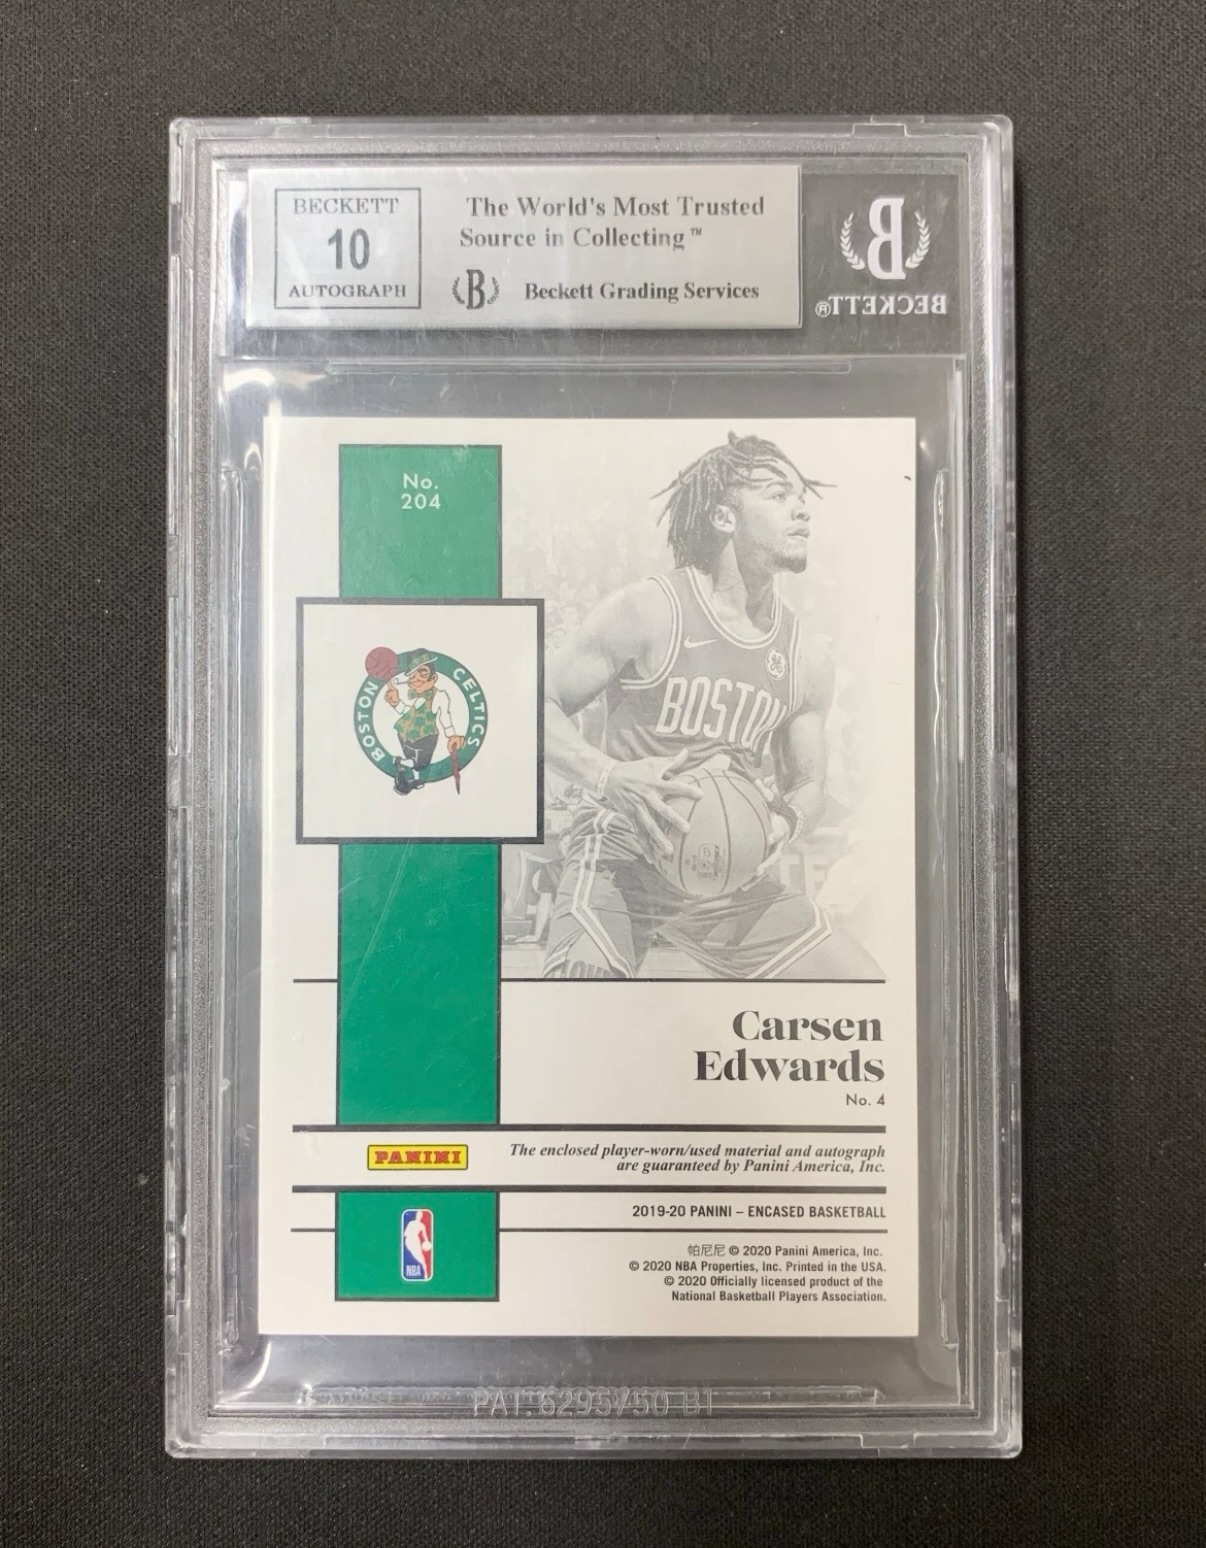 BECKETT
10
AUTOGRAPH
The World's Most Trusted
Source in Collecting™
B
Beckett Grading Services
B
BECKETT®
No.
204
BOSTON CELTICS
BOSTON
Carsen
Edwards
No. 4
PANINI
The enclosed player-worn/used material and autograph
are guaranteed by Panini America, Inc.
2019-20 PANINI – ENCASED BASKETBALL
NBA
帕尼尼 © 2020 Panini America, Inc.
© 2020 NBA Properties, Inc. Printed in the USA.
© 2020 Officially licensed product of the
National Basketball Players Association.
PAT. 6295750 B1